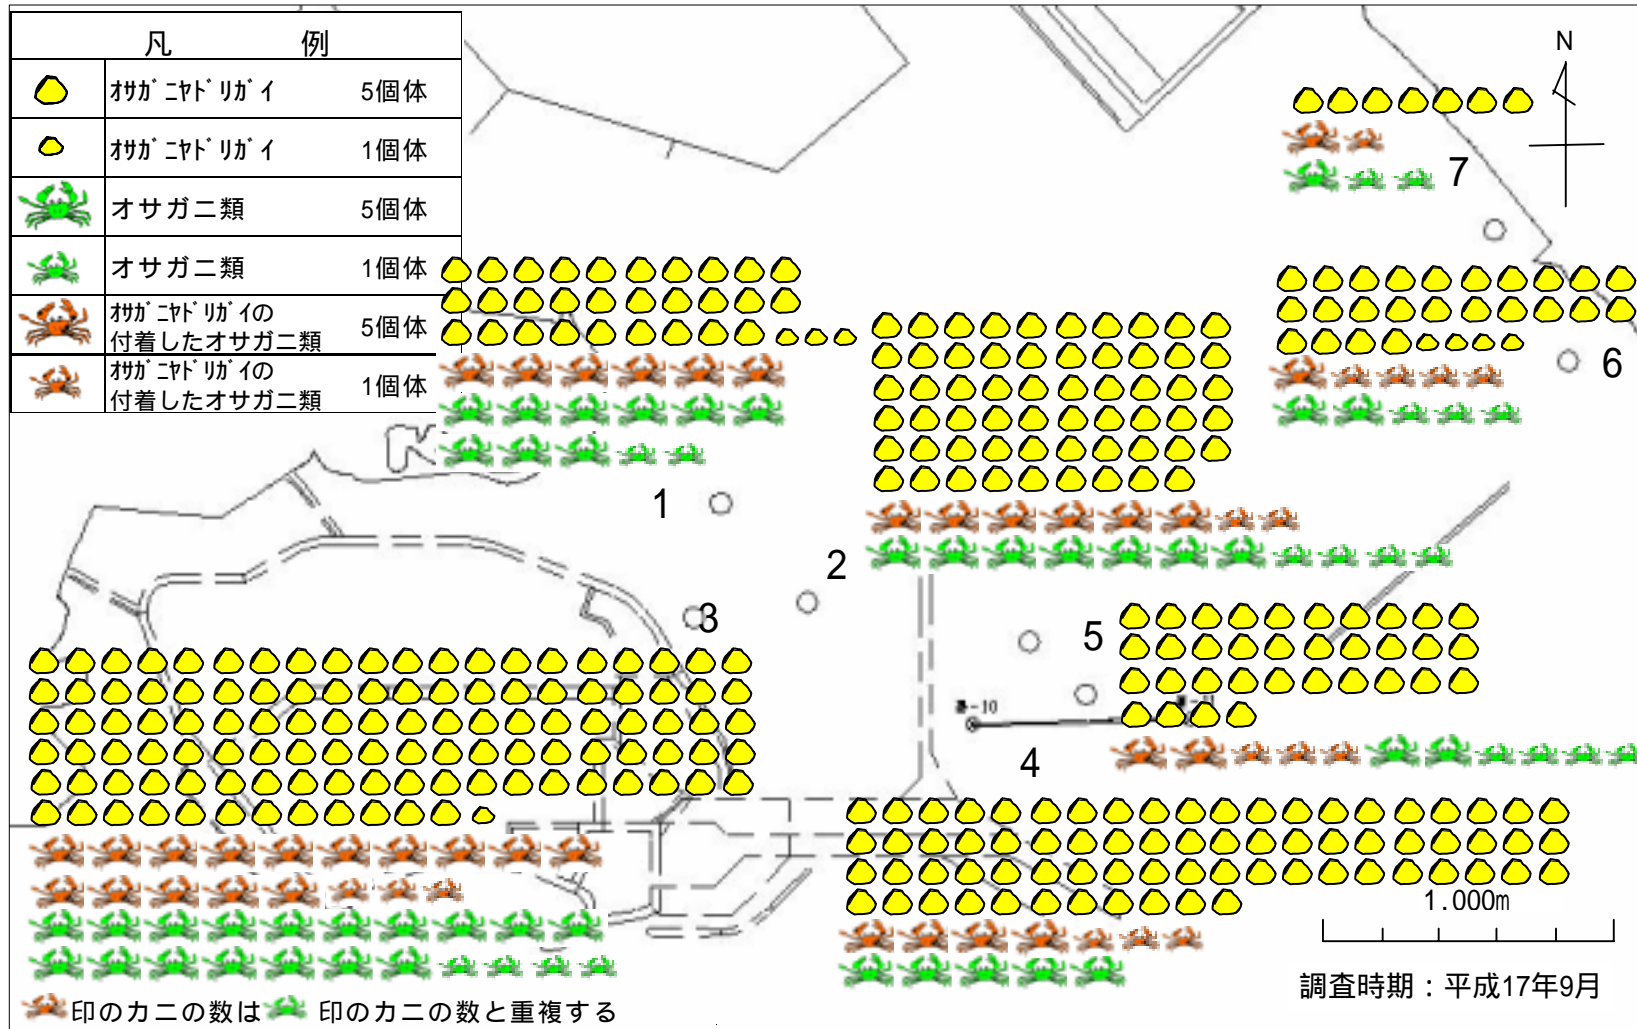 凡 例
オサガニヤドリガイ 5個体
オサガニヤドリガイ 1個体
オサガニ類 5個体
オサガニ類 1個体
オサガニヤドリガイの
付着したオサガニ類 5個体
オサガニヤドリガイの
付着したオサガニ類 1個体
N
7
6
1
2
3
5
-10
4
1.000m
調査時期：平成17年9月
印のカニの数は 印のカニの数と重複する